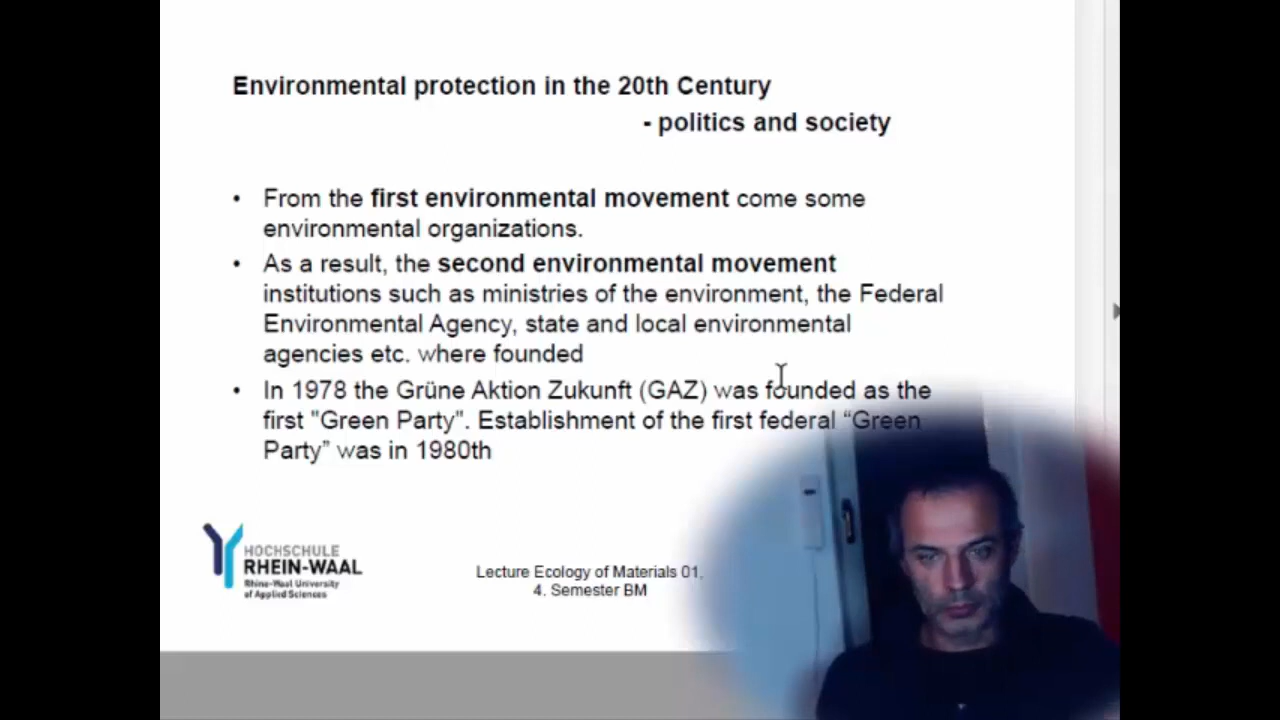 Environmental protection in the 20th Century
- politics and society
• From the first environmental movement come some
environmental organizations.
• As a result, the second environmental movement
institutions such as ministries of the environment, the Federal
Environmental Agency, state and local environmental
agencies etc. where founded
• In 1978 the Grüne Aktion Zukunft (GAZ) was founded as the
first "Green Party". Establishment of the first federal “Green
Party” was in 1980th
HOCHSCHULE
RHEIN-WAAL
Rhine-Waal University
of Applied Sciences
Lecture Ecology of Materials 01,
4. Semester BM